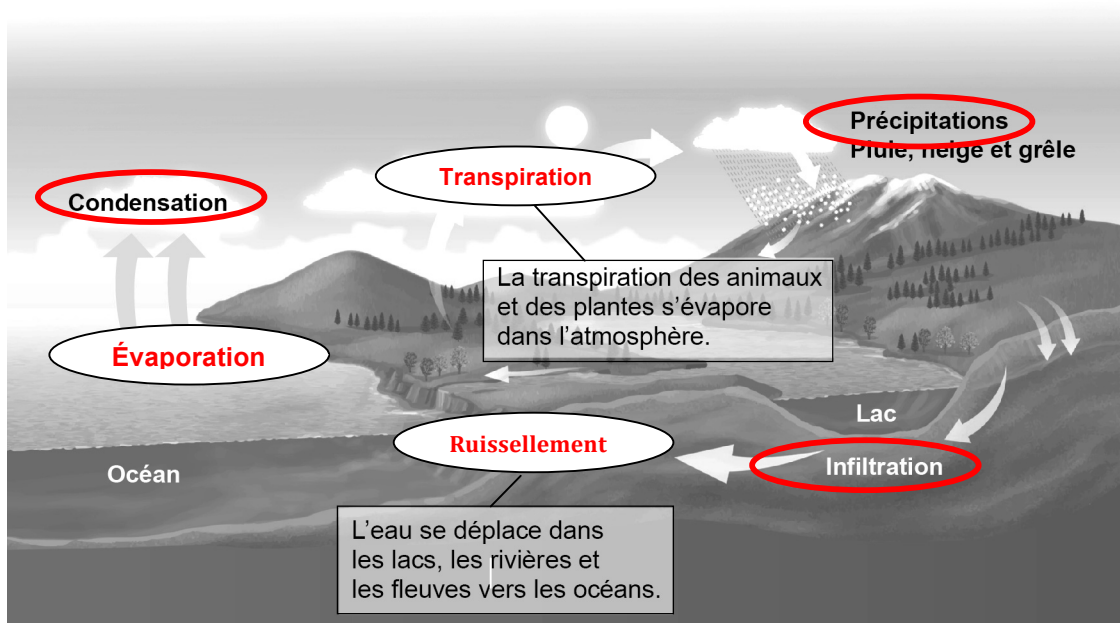 Précipitations
Pluie, neige et grêle
Transpiration
Condensation
La transpiration des animaux
et des plantes s’évapore
dans l’atmosphère.
Évaporation
Lac
Ruissellement
Infiltration
Océan
L’eau se déplace dans
les lacs, les rivières et
les fleuves vers les océans.